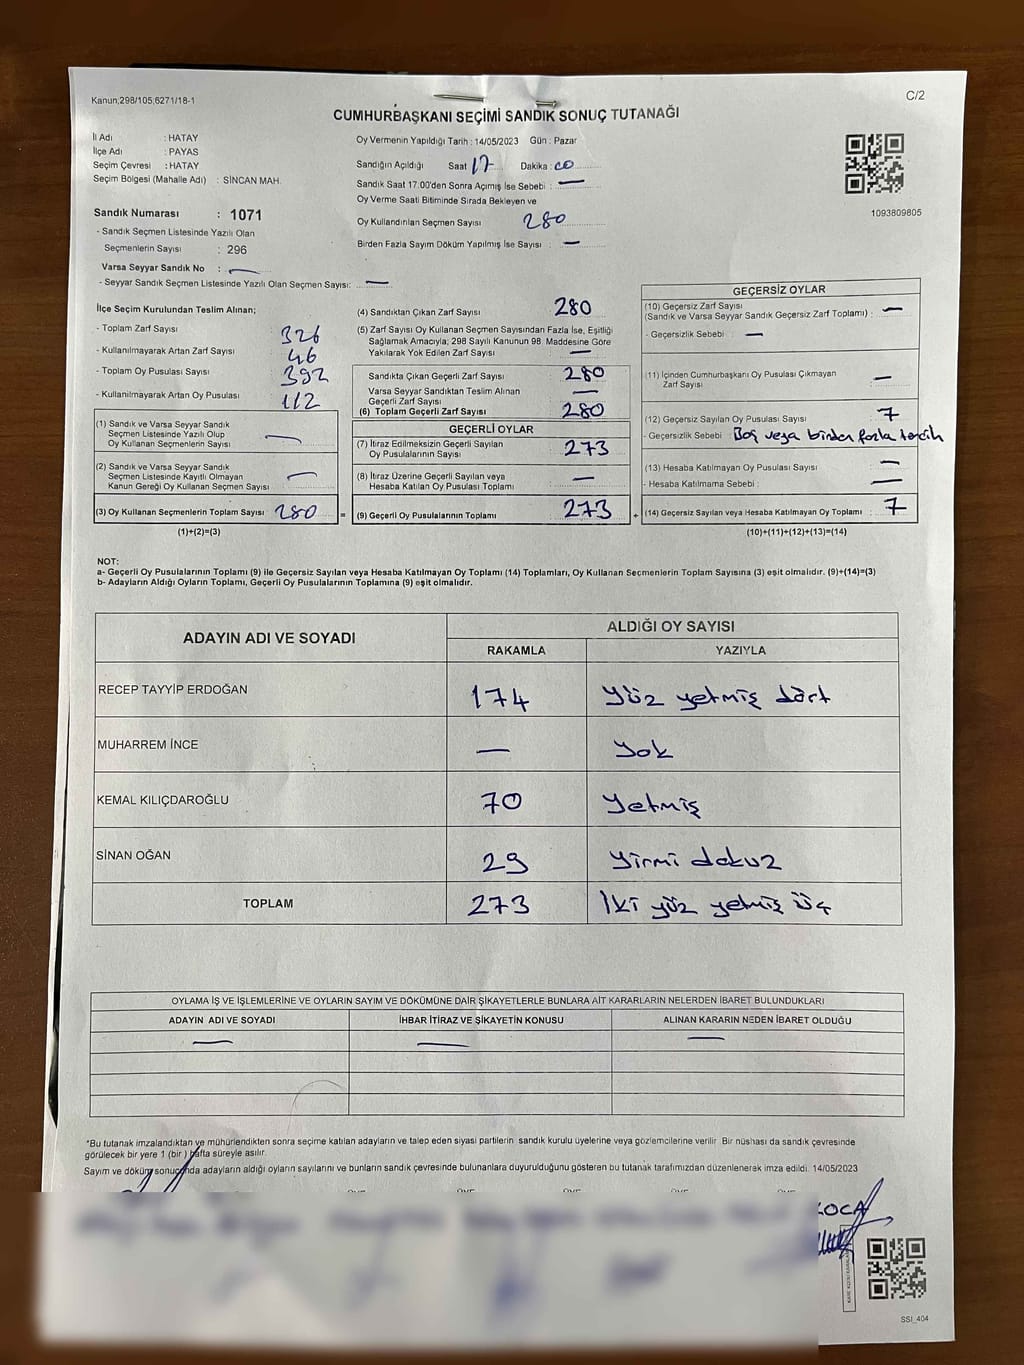 Kanun;298/105;6271/18-1
C/2
CUMHURBAŞKANI SEÇİMİ SANDIK SONUÇ TUTANAĞI
İl Adı : HATAY
İlçe Adı : PAYAS
Seçim Çevresi : HATAY
Seçim Bölgesi (Mahalle Adı) : SİNCAN MAH.
Sandık Numarası : 1071
- Sandık Seçmen Listesinde Yazılı Olan
Seçmenlerin Sayısı : 296
Varsa Seyyar Sandık No : —
- Seyyar Sandık Seçmen Listesinde Yazılı Olan Seçmen Sayısı: —
Oy Vermenin Yapıldığı Tarih : 14/05/2023 Gün : Pazar
Sandığın Açıldığı Saat 17 Dakika : 00
Sandık Saat 17.00'den Sonra Açımış İse Sebebi : —
Oy Verme Saati Bitiminde Sırada Bekleyen ve
Oy Kullandırılan Seçmen Sayısı 280
Birden Fazla Sayım Döküm Yapılmış İse Sayısı : —
1093809805
İlçe Seçim Kurulundan Teslim Alınan;
- Toplam Zarf Sayısı 326
- Kullanılmayarak Artan Zarf Sayısı 46
- Toplam Oy Pusulası Sayısı 392
- Kullanılmayarak Artan Oy Pusulası 112
(1) Sandık ve Varsa Seyyar Sandık
Seçmen Listesinde Yazılı Olup
Oy Kullanan Seçmenlerin Sayısı —
(2) Sandık ve Varsa Seyyar Sandık
Seçmen Listesinde Kayıtlı Olmayan
Kanun Gereği Oy Kullanan Seçmen Sayısı —
(3) Oy Kullanan Seçmenlerin Toplam Sayısı 280 =
(1)+(2)=(3)
(4) Sandıktan Çıkan Zarf Sayısı 280
(5) Zarf Sayısı Oy Kullanan Seçmen Sayısından Fazla İse, Eşitliği
Sağlamak Amacıyla; 298 Sayılı Kanunun 98. Maddesine Göre
Yakılarak Yok Edilen Zarf Sayısı —
Sandıkta Çıkan Geçerli Zarf Sayısı 280
Varsa Seyyar Sandıktan Teslim Alınan
Geçerli Zarf Sayısı —
(6) Toplam Geçerli Zarf Sayısı 280
GEÇERLİ OYLAR
(7) İtiraz Edilmeksizin Geçerli Sayılan
Oy Pusulalarının Sayısı 273
(8) İtiraz Üzerine Geçerli Sayılan veya
Hesaba Katılan Oy Pusulası Toplamı —
(9) Geçerli Oy Pusulalarının Toplamı 273 +
GEÇERSİZ OYLAR
(10) Geçersiz Zarf Sayısı
(Sandık ve Varsa Seyyar Sandık Geçersiz Zarf Toplamı) : —
- Geçersizlik Sebebi : —
(11) İçinden Cumhurbaşkanı Oy Pusulası Çıkmayan
Zarf Sayısı : —
(12) Geçersiz Sayılan Oy Pusulası Sayısı : 7
- Geçersizlik Sebebi : Boş veya birden fazla tercih
(13) Hesaba Katılmayan Oy Pusulası Sayısı : —
- Hesaba Katılmama Sebebi : —
(14) Geçersiz Sayılan veya Hesaba Katılmayan Oy Toplamı : 7
(10)+(11)+(12)+(13)=(14)
NOT:
a- Geçerli Oy Pusulalarının Toplamı (9) ile Geçersiz Sayılan veya Hesaba Katılmayan Oy Toplamı (14) Toplamları, Oy Kullanan Secmenlerin Toplam Sayısına (3) eşit olmalıdır. (9)+(14)=(3)
b- Adayların Aldığı Oyların Toplamı, Geçerli Oy Pusulalarının Toplamına (9) eşit olmalıdır.
ADAYIN ADI VE SOYADI
ALDIĞI OY SAYISI
RAKAMLA YAZIYLA
RECEP TAYYİP ERDOĞAN 174 Yüz yetmiş dört
MUHARREM İNCE — Yok
KEMAL KILIÇDAROĞLU 70 Yetmiş
SİNAN OĞAN 29 Yirmi dokuz
TOPLAM 273 İki yüz yetmiş üç
OYLAMA İŞ VE İŞLEMLERİNE VE OYLARIN SAYIM VE DÖKÜMÜNE DAİR ŞİKAYETLERLE BUNLARA AİT KARARLARIN NELERDEN İBARET BULUNDUKLARI
ADAYIN ADI VE SOYADI İHBAR İTİRAZ VE ŞİKAYETİN KONUSU ALINAN KARARIN NEDEN İBARET OLDUĞU
— — —
*Bu tutanak imzalandıktan ve mühürlendikten sonra seçime katılan adayların ve talep eden siyasi partilerin sandık kurulu üyelerine veya gözlemcilerine verilir. Bir nüshası da sandık çevresinde
görülecek bir yere 1 (bir ) hafta süreyle asılır.
Sayım ve döküm sonucunda adayların aldığı oyların sayılarını ve bunların sandık çevresinde bulunanlara duyurulduğunu gösteren bu tutanak tarafımızdan düzenlenerek imza edildi. 14/05/2023
KOCA
SSI_404